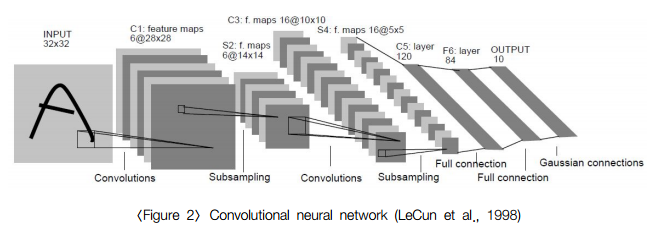 INPUT
32x32
C1: feature maps
6@28x28
S2: f. maps
6@14x14
C3: f. maps 16@10x10
S4: f. maps 16@5x5
C5: layer
120
F6: layer
84
OUTPUT
10
Convolutions
Subsampling
Convolutions
Subsampling
Full connection
Full connection
Gaussian connections
〈Figure 2〉 Convolutional neural network (LeCun et al., 1998)